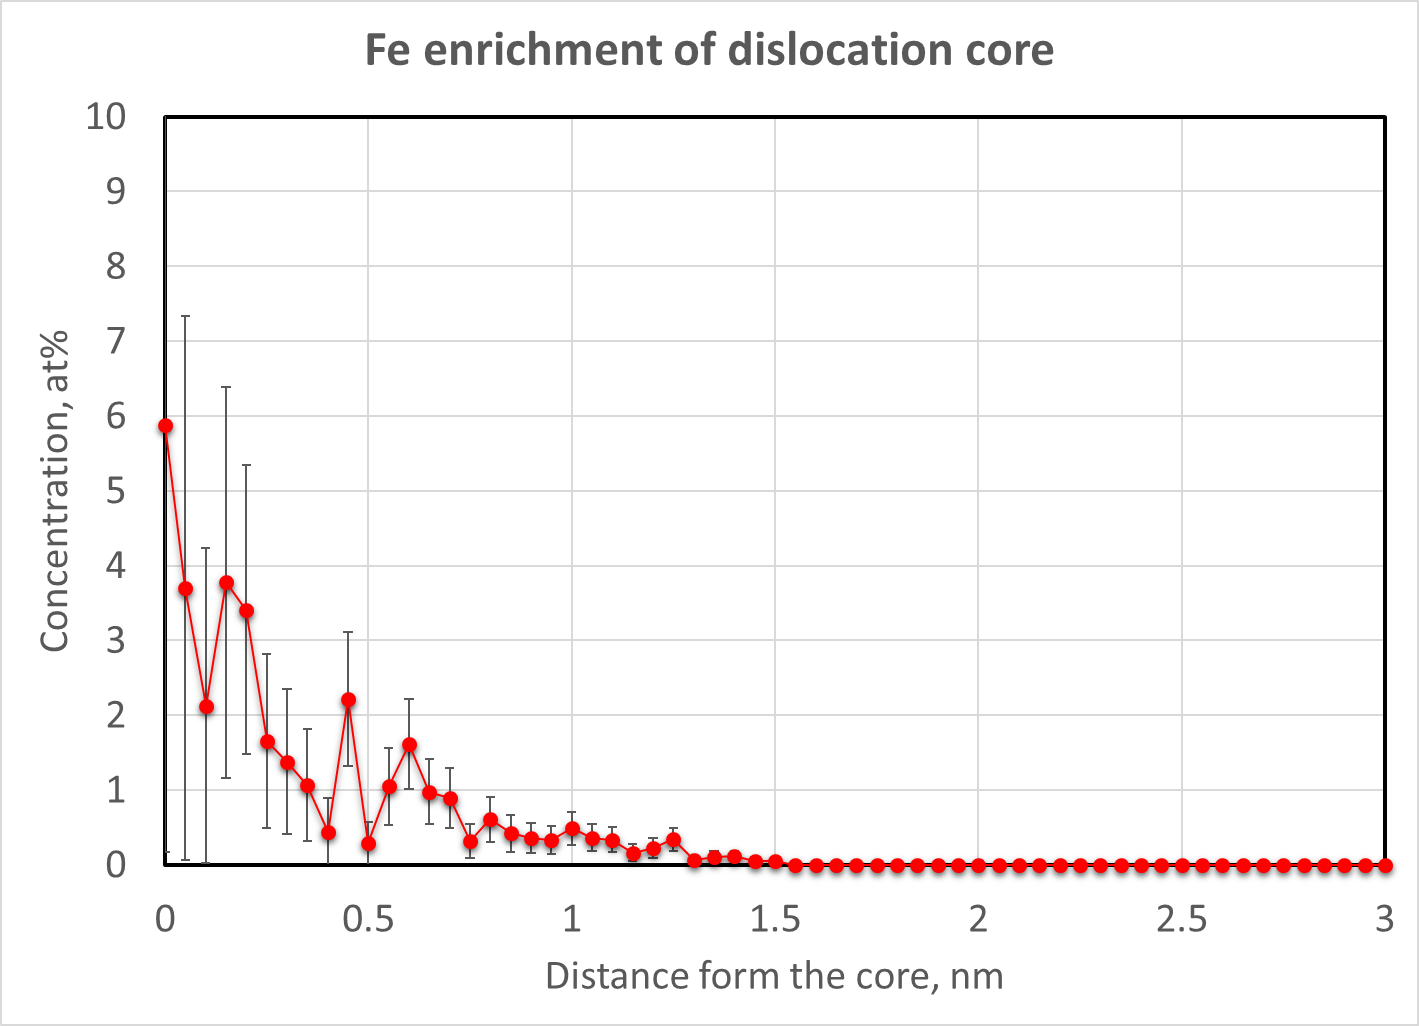 Fe enrichment of dislocation core
10
9
8
7
6
5
4
3
2
1
0
Concentration, at%
0 0.5 1 1.5 2 2.5 3
Distance form the core, nm